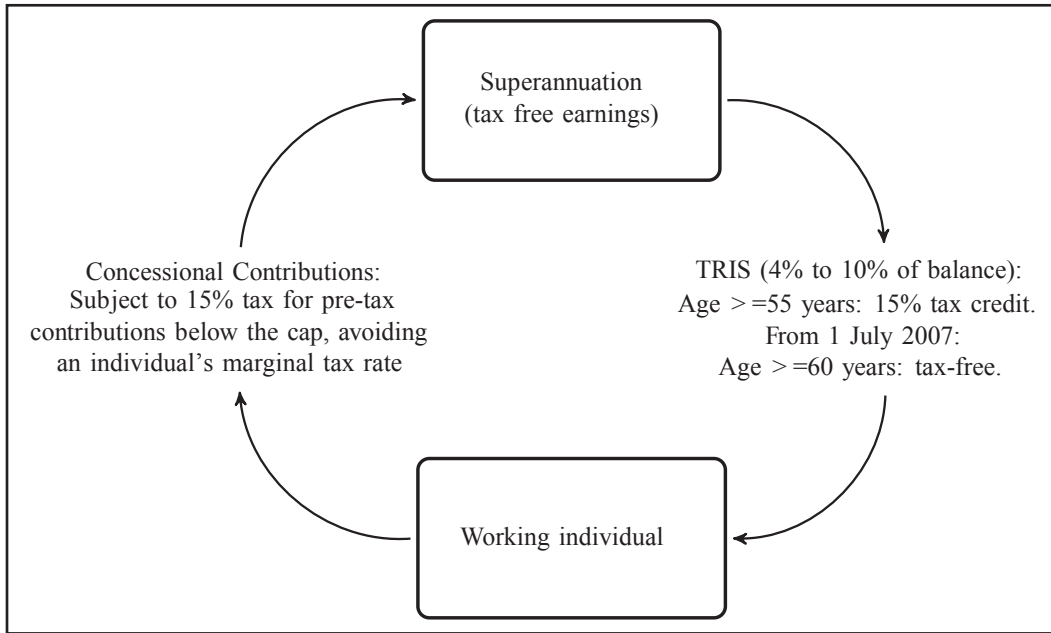 Superannuation
(tax free earnings)
Concessional Contributions:
Subject to 15% tax for pre-tax
contributions below the cap, avoiding
an individual's marginal tax rate
TRIS (4% to 10% of balance):
Age > =55 years: 15% tax credit.
From 1 July 2007:
Age > =60 years: tax-free.
Working individual